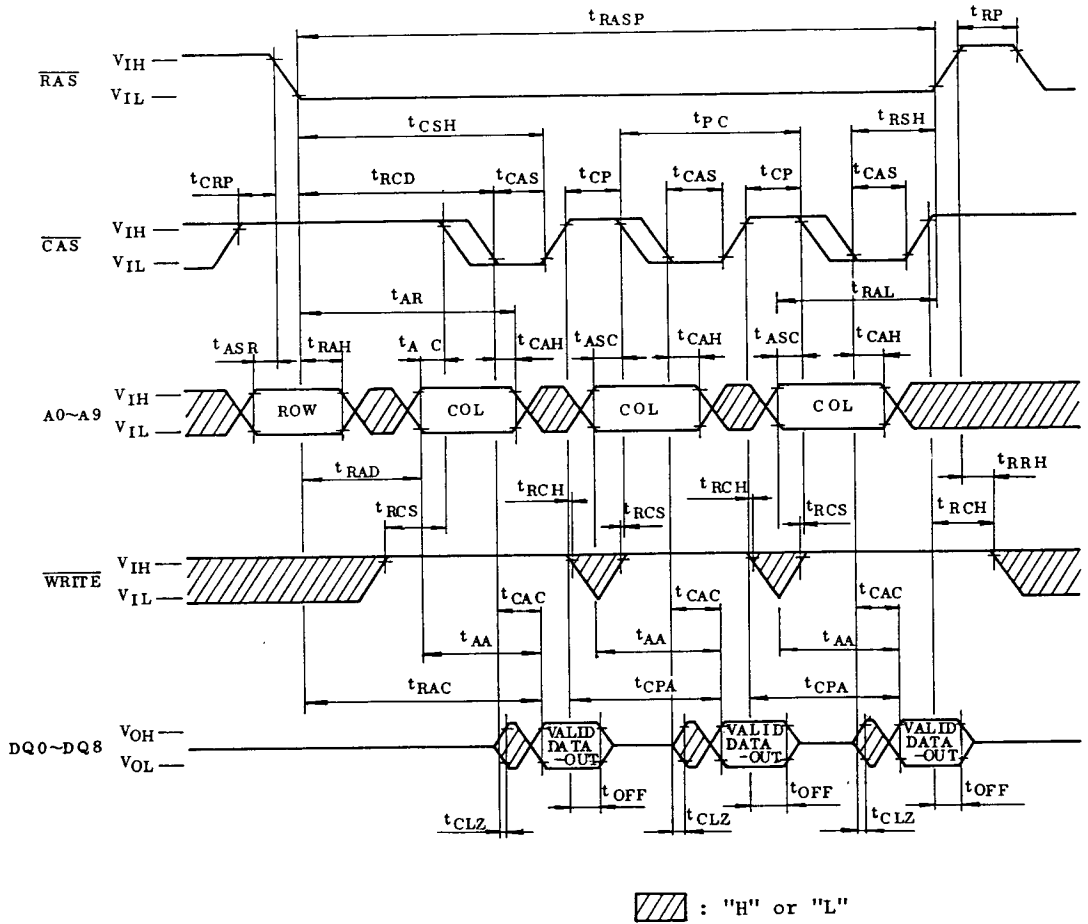 tRASP tRP
VIH
RAS
VIL
tCSH tPC tRSH
tCRP tRCD tCAS tCP tCAS tCP tCAS
VIH
CAS
VIL
tAR tRAL
tASR tRAH tA C tCAH tASC tCAH tASC tCAH
VIH
A0~A9 ROW COL COL COL
VIL
tRAD tRCH tRCH tRRH
tRCS tRCS tRCS tRCH
VIH
WRITE
VIL
tCAC tCAC tCAC
tAA tAA tAA
tRAC tCPA tCPA
VOH
DQ0~DQ8
VOL
VALID DATA -OUT VALID DATA -OUT VALID DATA -OUT
tOFF tOFF tOFF
tCLZ tCLZ tCLZ
: "H" or "L"